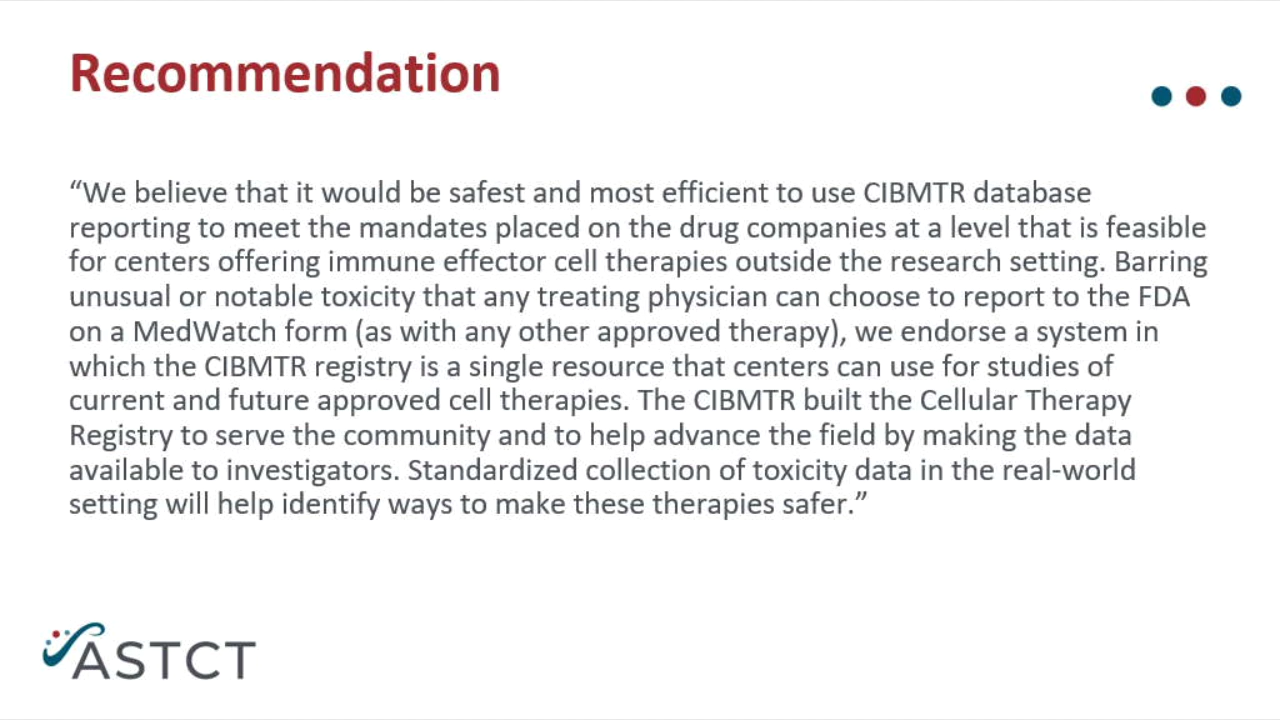 Recommendation
“We believe that it would be safest and most efficient to use CIBMTR database
reporting to meet the mandates placed on the drug companies at a level that is feasible
for centers offering immune effector cell therapies outside the research setting. Barring
unusual or notable toxicity that any treating physician can choose to report to the FDA
on a MedWatch form (as with any other approved therapy), we endorse a system in
which the CIBMTR registry is a single resource that centers can use for studies of
current and future approved cell therapies. The CIBMTR built the Cellular Therapy
Registry to serve the community and to help advance the field by making the data
available to investigators. Standardized collection of toxicity data in the real-world
setting will help identify ways to make these therapies safer.”
ASTCT